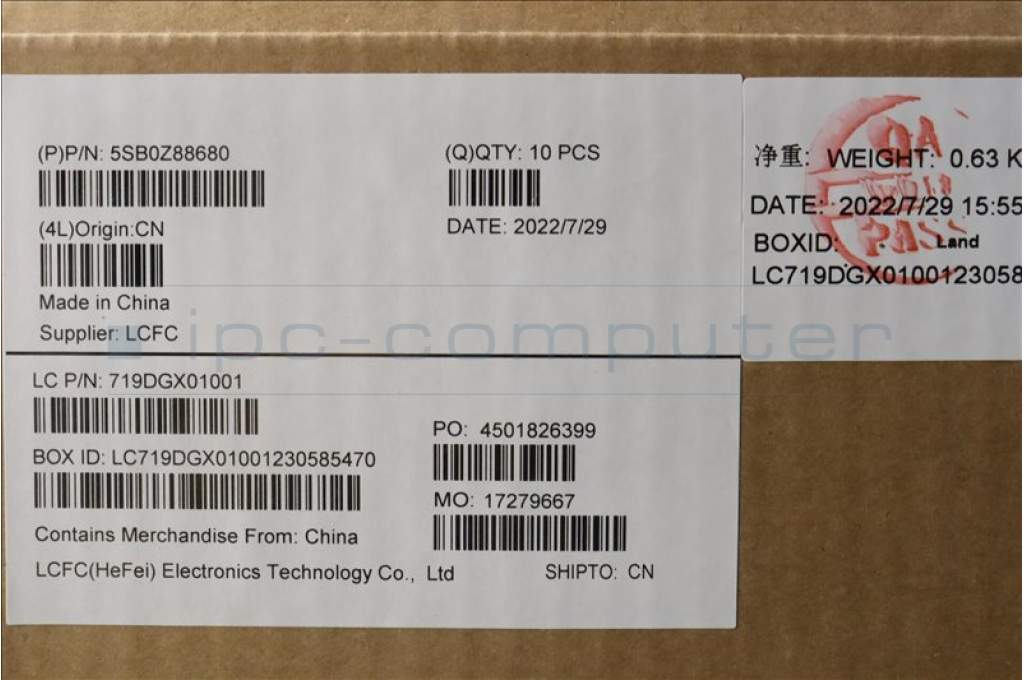 (P)P/N: 5SB0Z88680
(Q)QTY: 10 PCS
(4L)Origin:CN
DATE: 2022/7/29
Made in China
Supplier: LCFC
净重: WEIGHT: 0.63 K
DATE: 2022/7/29 15:55
BOXID: Land
LC719DGX0100123058
QA
PASS
ipc-computer
LC P/N: 719DGX01001
PO: 4501826399
BOX ID: LC719DGX01001230585470
MO: 17279667
Contains Merchandise From: China
LCFC(HeFei) Electronics Technology Co., Ltd
SHIPTO: CN